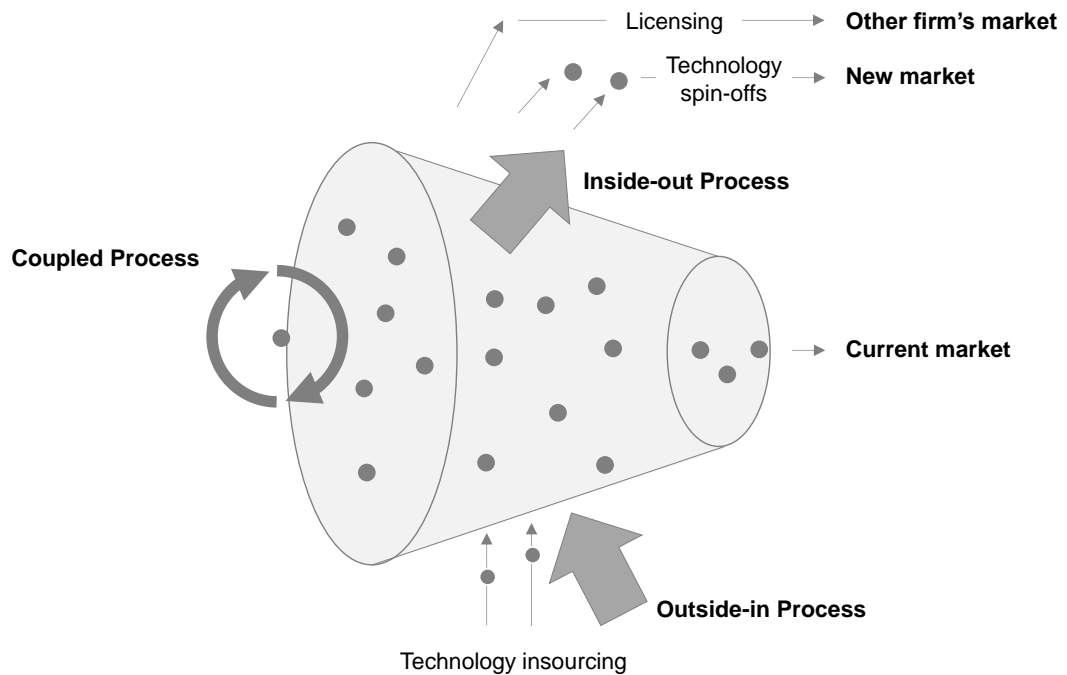 Licensing
Other firm's market
Technology
spin-offs
New market
Inside-out Process
Coupled Process
Current market
Outside-in Process
Technology insourcing